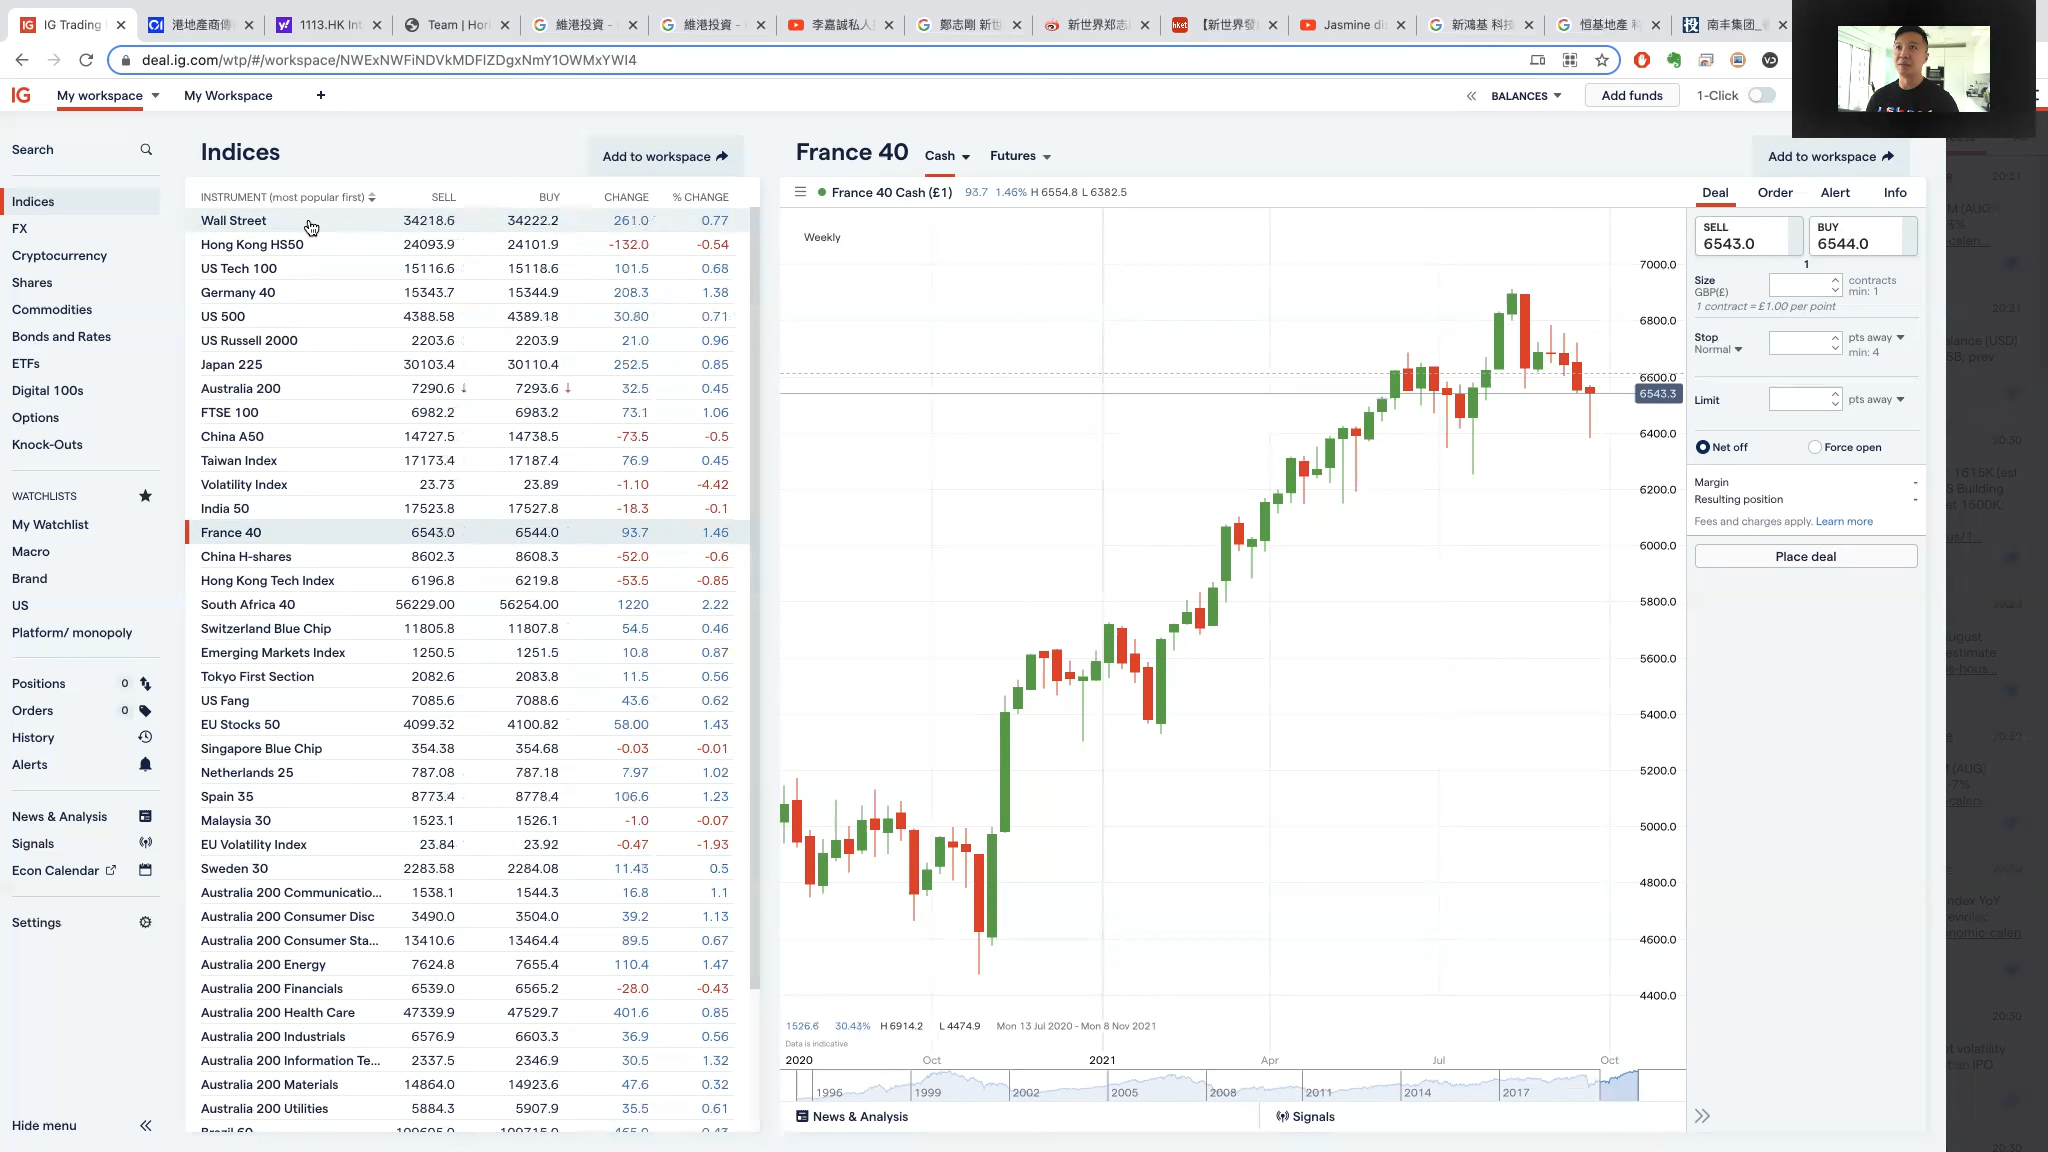 IG Trading
港地產商傳
1113.HK Int
Team | Hori
維港投資 -
維港投資 -
李嘉誠私人
鄭志剛 新世
新世界郑志
【新世界發
Jasmine di
新鴻基 科技
恒基地產 科
南丰集团_
deal.ig.com/wtp/#/workspace/NWExNWFiNDVkMDFlZDgxNmY1OWMxYWI4
IG My workspace My Workspace +
BALANCES Add funds 1-Click
Search
Indices
FX
Cryptocurrency
Shares
Commodities
Bonds and Rates
ETFs
Digital 100s
Options
Knock-Outs
WATCHLISTS
My Watchlist
Macro
Brand
US
Platform/ monopoly
Positions 0
Orders 0
History
Alerts
News & Analysis
Signals
Econ Calendar
Settings
Hide menu
Indices
Add to workspace
INSTRUMENT (most popular first) SELL BUY CHANGE % CHANGE
Wall Street 34218.6 34222.2 261.0 0.77
Hong Kong HS50 24093.9 24101.9 -132.0 -0.54
US Tech 100 15116.6 15118.6 101.5 0.68
Germany 40 15343.7 15344.9 208.3 1.38
US 500 4388.58 4389.18 30.80 0.71
US Russell 2000 2203.6 2203.9 21.0 0.96
Japan 225 30103.4 30110.4 252.5 0.85
Australia 200 7290.6 7293.6 32.5 0.45
FTSE 100 6982.2 6983.2 73.1 1.06
China A50 14727.5 14738.5 -73.5 -0.5
Taiwan Index 17173.4 17187.4 76.9 0.45
Volatility Index 23.73 23.89 -1.10 -4.42
India 50 17523.8 17527.8 -18.3 -0.1
France 40 6543.0 6544.0 93.7 1.46
China H-shares 8602.3 8608.3 -52.0 -0.6
Hong Kong Tech Index 6196.8 6219.8 -53.5 -0.85
South Africa 40 56229.00 56254.00 1220 2.22
Switzerland Blue Chip 11805.8 11807.8 54.5 0.46
Emerging Markets Index 1250.5 1251.5 10.8 0.87
Tokyo First Section 2082.6 2083.8 11.5 0.56
US Fang 7085.6 7088.6 43.6 0.62
EU Stocks 50 4099.32 4100.82 58.00 1.43
Singapore Blue Chip 354.38 354.68 -0.03 -0.01
Netherlands 25 787.08 787.18 7.97 1.02
Spain 35 8773.4 8778.4 106.6 1.23
Malaysia 30 1523.1 1526.1 -1.0 -0.07
EU Volatility Index 23.84 23.92 -0.47 -1.93
Sweden 30 2283.58 2284.08 11.43 0.5
Australia 200 Communicatio... 1538.1 1544.3 16.8 1.1
Australia 200 Consumer Disc 3490.0 3504.0 39.2 1.13
Australia 200 Consumer Sta... 13410.6 13464.4 89.5 0.67
Australia 200 Energy 7624.8 7655.4 110.4 1.47
Australia 200 Financials 6539.0 6565.2 -28.0 -0.43
Australia 200 Health Care 47339.9 47529.7 401.6 0.85
Australia 200 Industrials 6576.9 6603.3 36.9 0.56
Australia 200 Information Te... 2337.5 2346.9 30.5 1.32
Australia 200 Materials 14864.0 14923.6 47.6 0.32
Australia 200 Utilities 5884.3 5907.9 35.5 0.61
France 40 Cash Futures
Add to workspace
France 40 Cash (£1) 93.7 1.46% H 6554.8 L 6382.5
Weekly
7000.0
6800.0
6600.0
6543.3
6400.0
6200.0
6000.0
5800.0
5600.0
5400.0
5200.0
5000.0
4800.0
4600.0
4400.0
1526.6 30.43% H 6914.2 L 4474.9 Mon 13 Jul 2020 - Mon 8 Nov 2021
Data is indicative
2020 Oct 2021 Apr Jul Oct
1996 1999 2002 2005 2008 2011 2014 2017
News & Analysis Signals
Deal Order Alert Info
SELL BUY
6543.0 6544.0
1
Size contracts
GBP(£) min: 1
1 contract = £1.00 per point
Stop pts away
Normal min: 4
Limit pts away
Net off Force open
Margin -
Resulting position -
Fees and charges apply. Learn more
Place deal